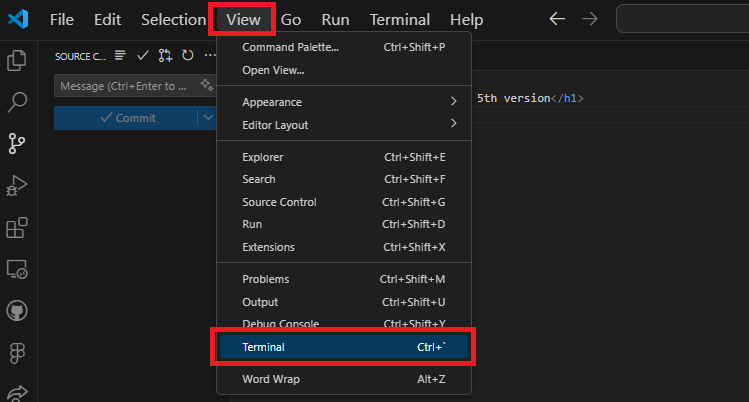 File Edit Selection View Go Run Terminal Help
SOURCE C...
Message (Ctrl+Enter to ...
Commit
Command Palette... Ctrl+Shift+P
Open View...
Appearance
Editor Layout
Explorer Ctrl+Shift+E
Search Ctrl+Shift+F
Source Control Ctrl+Shift+G
Run Ctrl+Shift+D
Extensions Ctrl+Shift+X
Problems Ctrl+Shift+M
Output Ctrl+Shift+U
Debug Console Ctrl+Shift+Y
Terminal Ctrl+`
Word Wrap Alt+Z
5th version</h1>